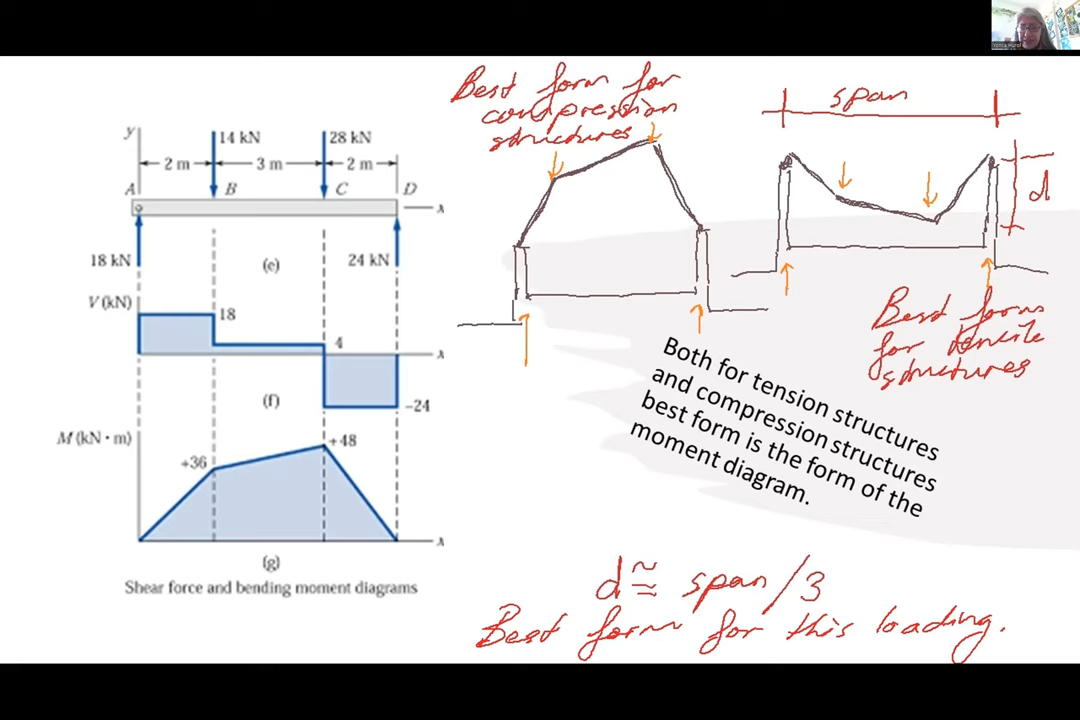 Best form for
compression
structures
span
d
y
14 kN
28 kN
2 m
3 m
2 m
A
B
C
D
x
18 kN
(e)
24 kN
V (kN)
18
4
x
(f)
-24
M (kN · m)
+48
+36
x
(g)
Shear force and bending moment diagrams
Best form
for tencile
structures
Both for tension structures
and compression structures
best form is the form of the
moment diagram.
d ≅ span/3
Best form for this loading.